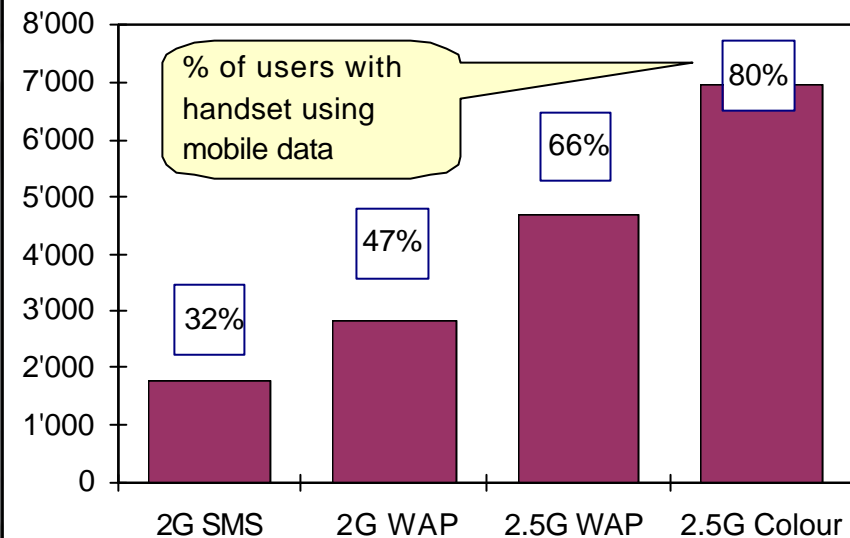 8'000
7'000
6'000
5'000
4'000
3'000
2'000
1'000
0
% of users with
handset using
mobile data
32%
47%
66%
80%
2G SMS
2G WAP
2.5G WAP
2.5G Colour